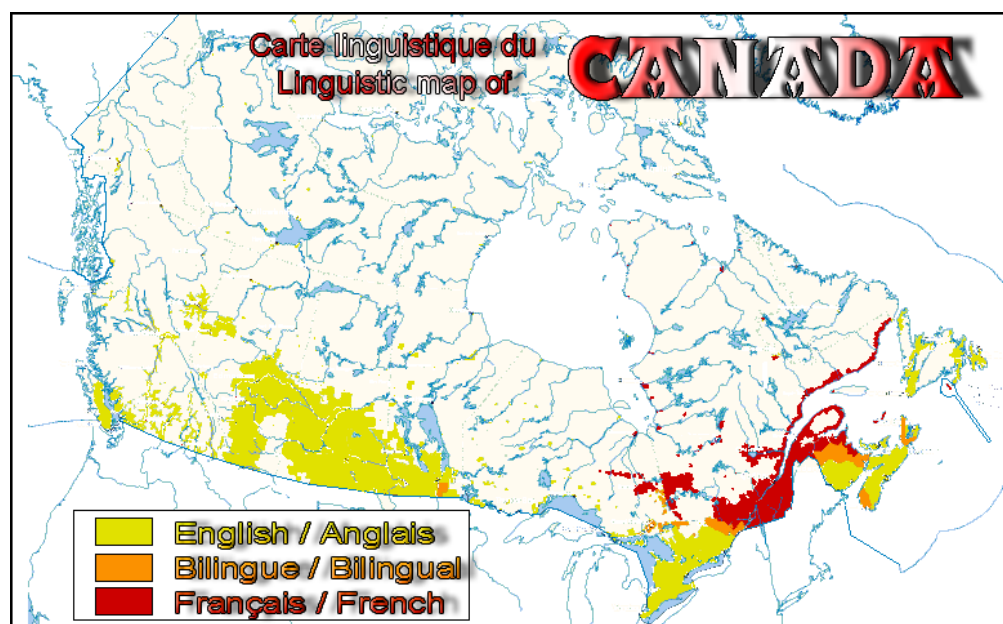 Carte linguistique du
Linguistic map of
CANADA
English / Anglais
Bilingue / Bilingual
Français / French